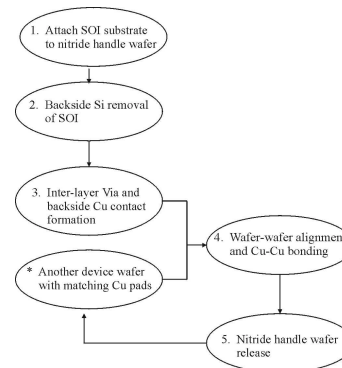 1. Attach SOI substrate
to nitride handle wafer
2. Backside Si removal
of SOI
3. Inter-layer Via and
backside Cu contact
formation
4. Wafer-wafer alignment
and Cu-Cu bonding
* Another device wafer
with matching Cu pads
5. Nitride handle wafer
release